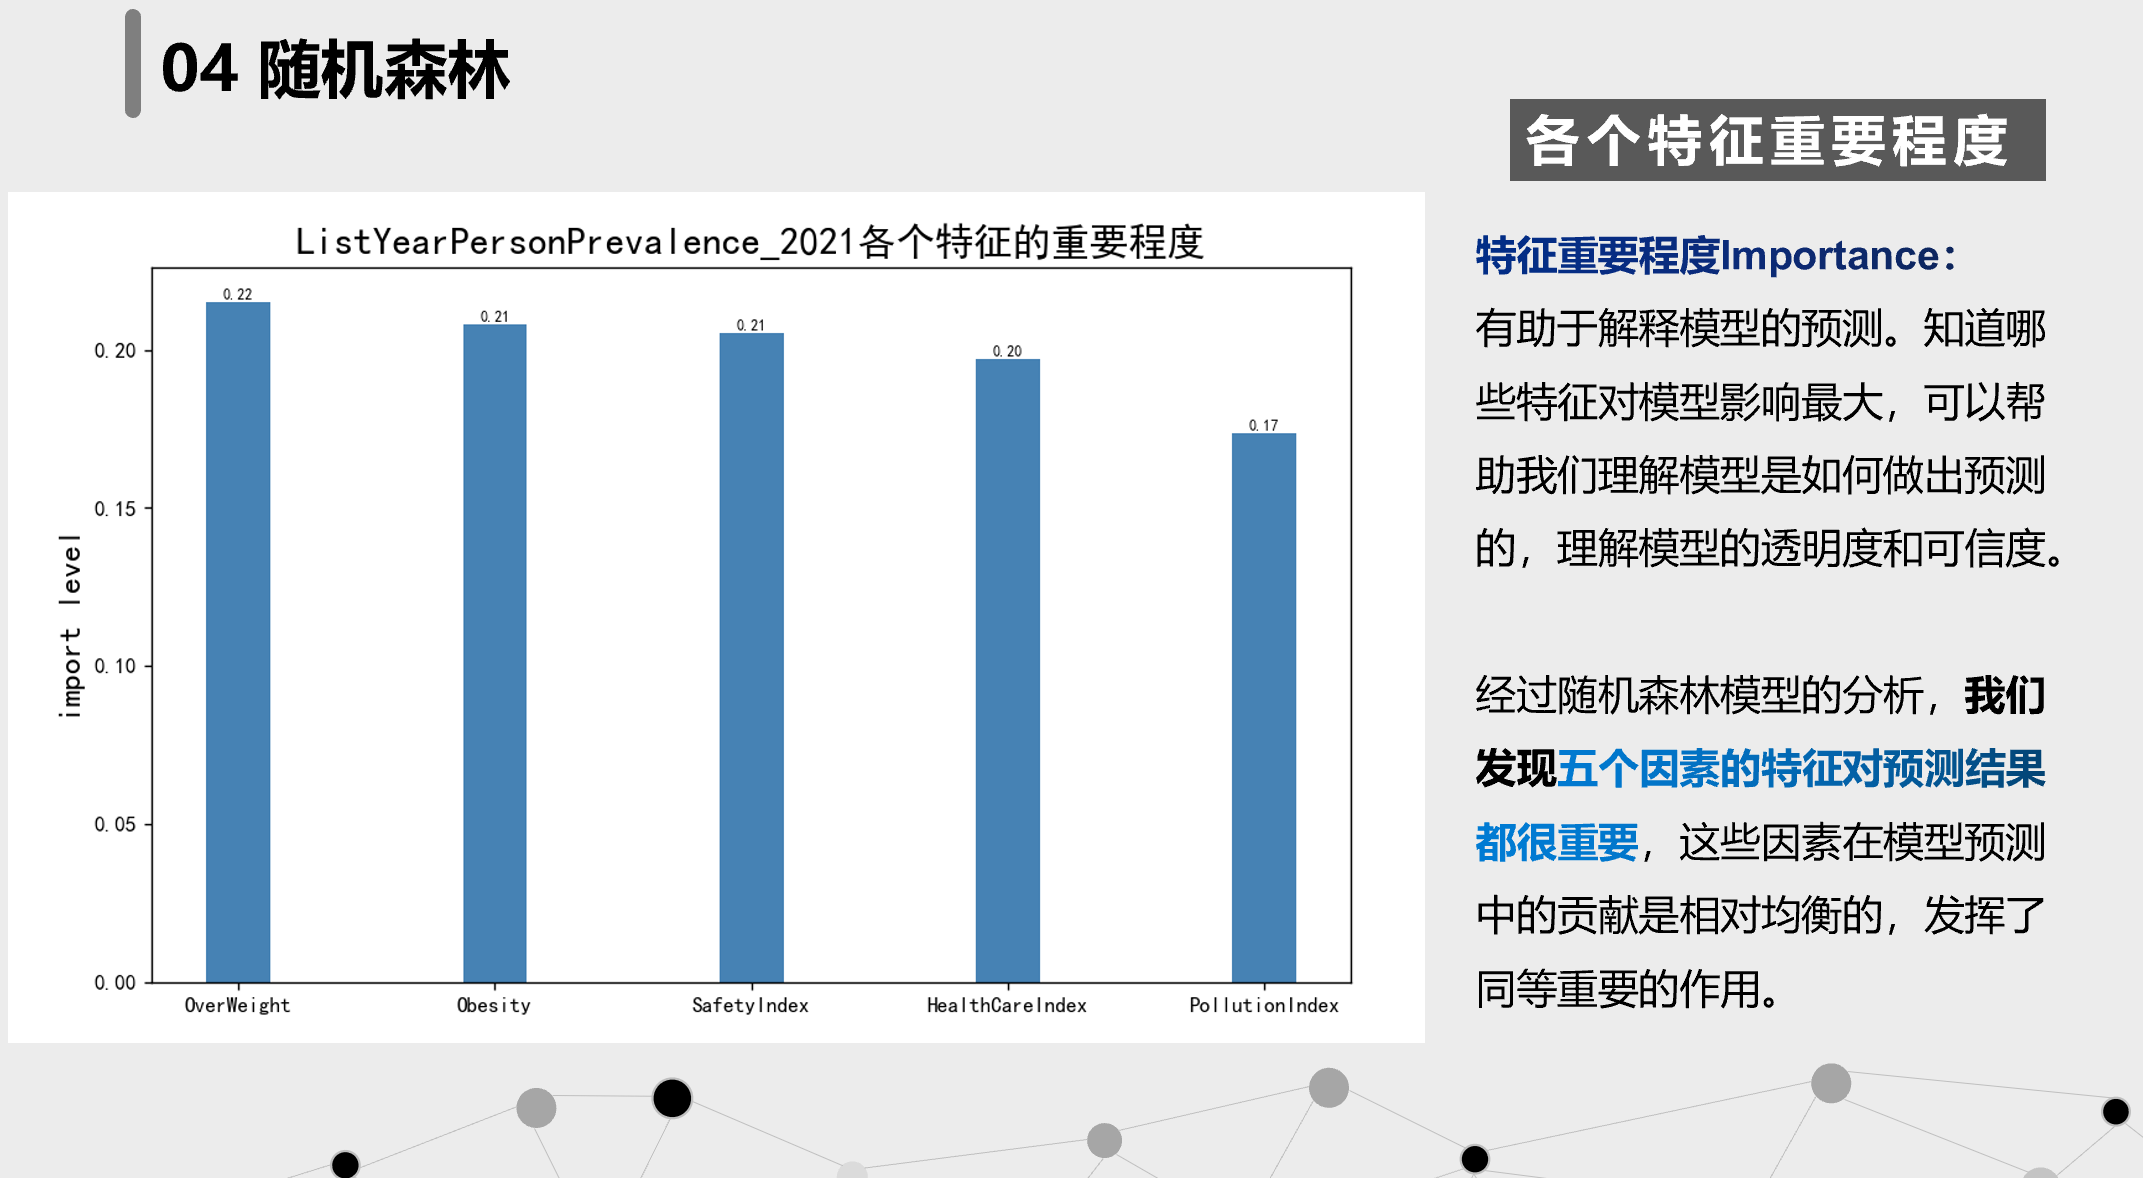 04 随机森林
各个特征重要程度
ListYearPersonPrevalence_2021各个特征的重要程度
import level
0.20
0.15
0.10
0.05
0.00
0.22
0.21
0.21
0.20
0.17
OverWeight
Obesity
SafetyIndex
HealthCareIndex
PollutionIndex
特征重要程度Importance：
有助于解释模型的预测。知道哪
些特征对模型影响最大，可以帮
助我们理解模型是如何做出预测
的，理解模型的透明度和可信度。
经过随机森林模型的分析，我们
发现五个因素的特征对预测结果
都很重要，这些因素在模型预测
中的贡献是相对均衡的，发挥了
同等重要的作用。